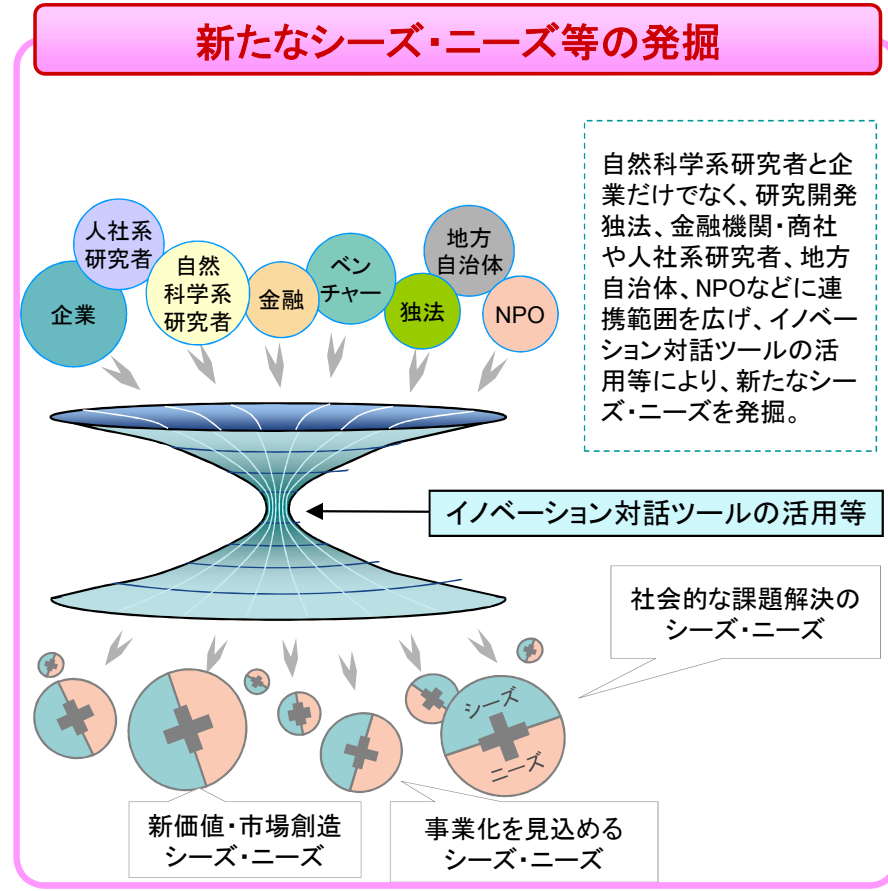 新たなシーズ・ニーズ等の発掘
自然科学系研究者と企
業だけでなく、研究開発
独法、金融機関・商社
や人社系研究者、地方
自治体、NPOなどに連
携範囲を広げ、イノベー
ション対話ツールの活
用等により、新たなシー
ズ・ニーズを発掘。
企業
人社系
研究者
自然
科学系
研究者
金融
ベン
チャー
独法
地方
自治体
NPO
イノベーション対話ツールの活用等
社会的な課題解決の
シーズ・ニーズ
シーズ
ニーズ
新価値・市場創造
シーズ・ニーズ
事業化を見込める
シーズ・ニーズ